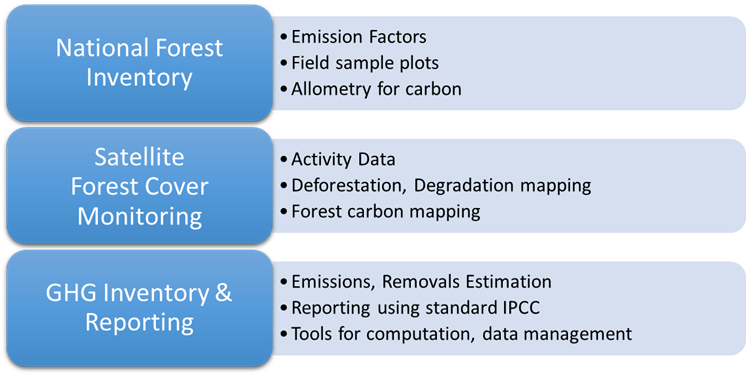 National Forest
Inventory
• Emission Factors
• Field sample plots
• Allometry for carbon
Satellite
Forest Cover
Monitoring
• Activity Data
• Deforestation, Degradation mapping
• Forest carbon mapping
GHG Inventory &
Reporting
• Emissions, Removals Estimation
• Reporting using standard IPCC
• Tools for computation, data management